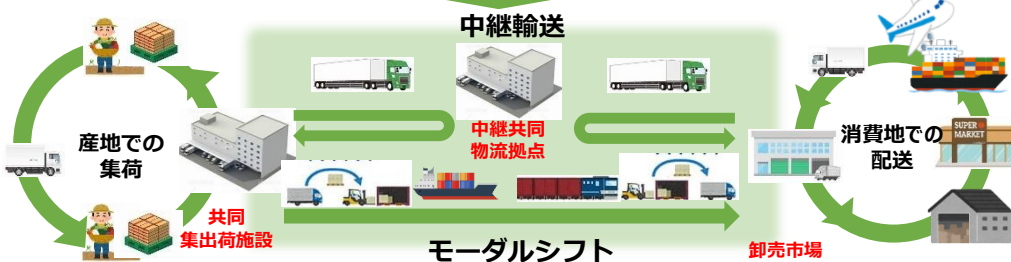 中継輸送
産地での
集荷
中継共同
物流拠点
消費地での
配送
SUPER
MARKET
共同
集出荷施設
モーダルシフト
卸売市場